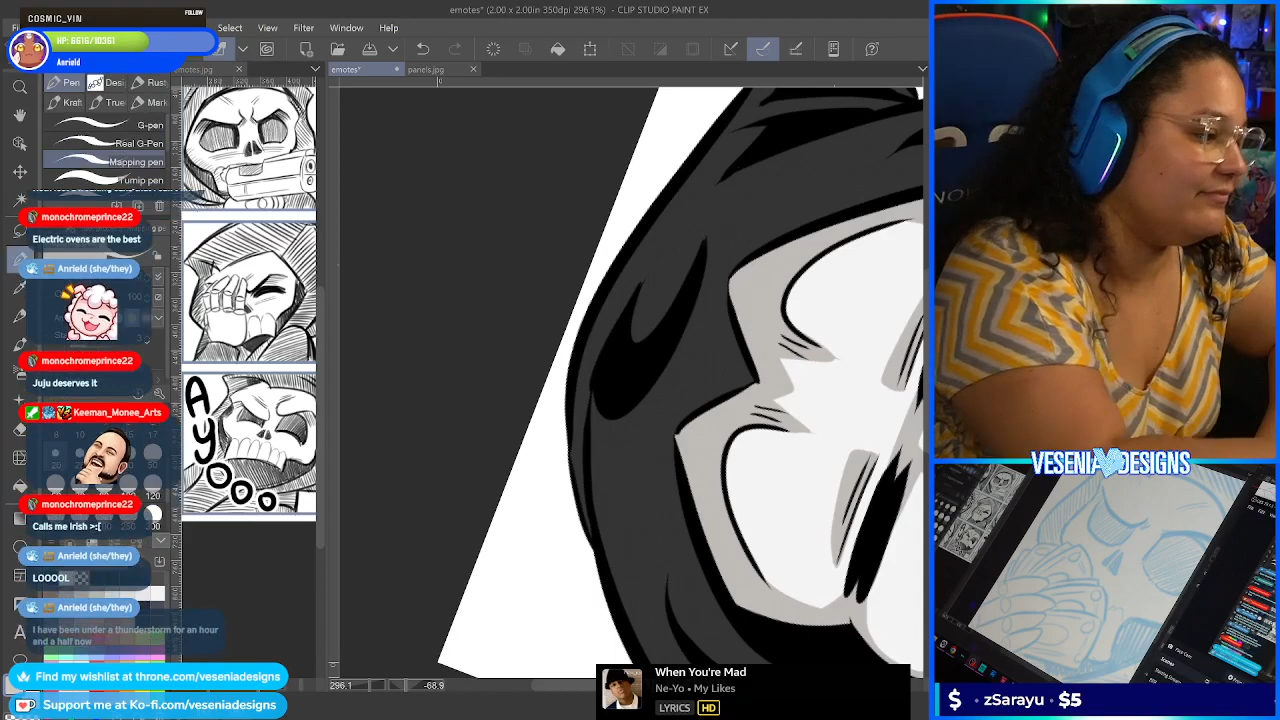 COSMIC_VIN
FOLLOW
HP: 6616/10361
Anrield
emotes* (2.00 x 2.00in 350dpi 296.1%) - CLIP STUDIO PAINT EX
Select Filter Window Help
emotes.jpg
emotes*
panels.jpg
Pen Desi Rust
Kraft True Mark
G-pen
Real G-Pen
Mapping pen
Turnip pen
monochromeprince22
Electric ovens are the best
Anrield (she/they)
monochromeprince22
Juju deserves it
Keeman_Monee_Arts
monochromeprince22
Calls me Irish >:[
Anrield (she/they)
LOOOOL
Anrield (she/they)
I have been under a thunderstorm for an hour
and a half now
Find my wishlist at throne.com/veseniadesigns
Support me at Ko-fi.com/veseniadesigns
Ayooo
296.1
-68.9
When You're Mad
Ne-Yo • My Likes
LYRICS HD
VESENIA DESIGNS
$ • zSarayu $5